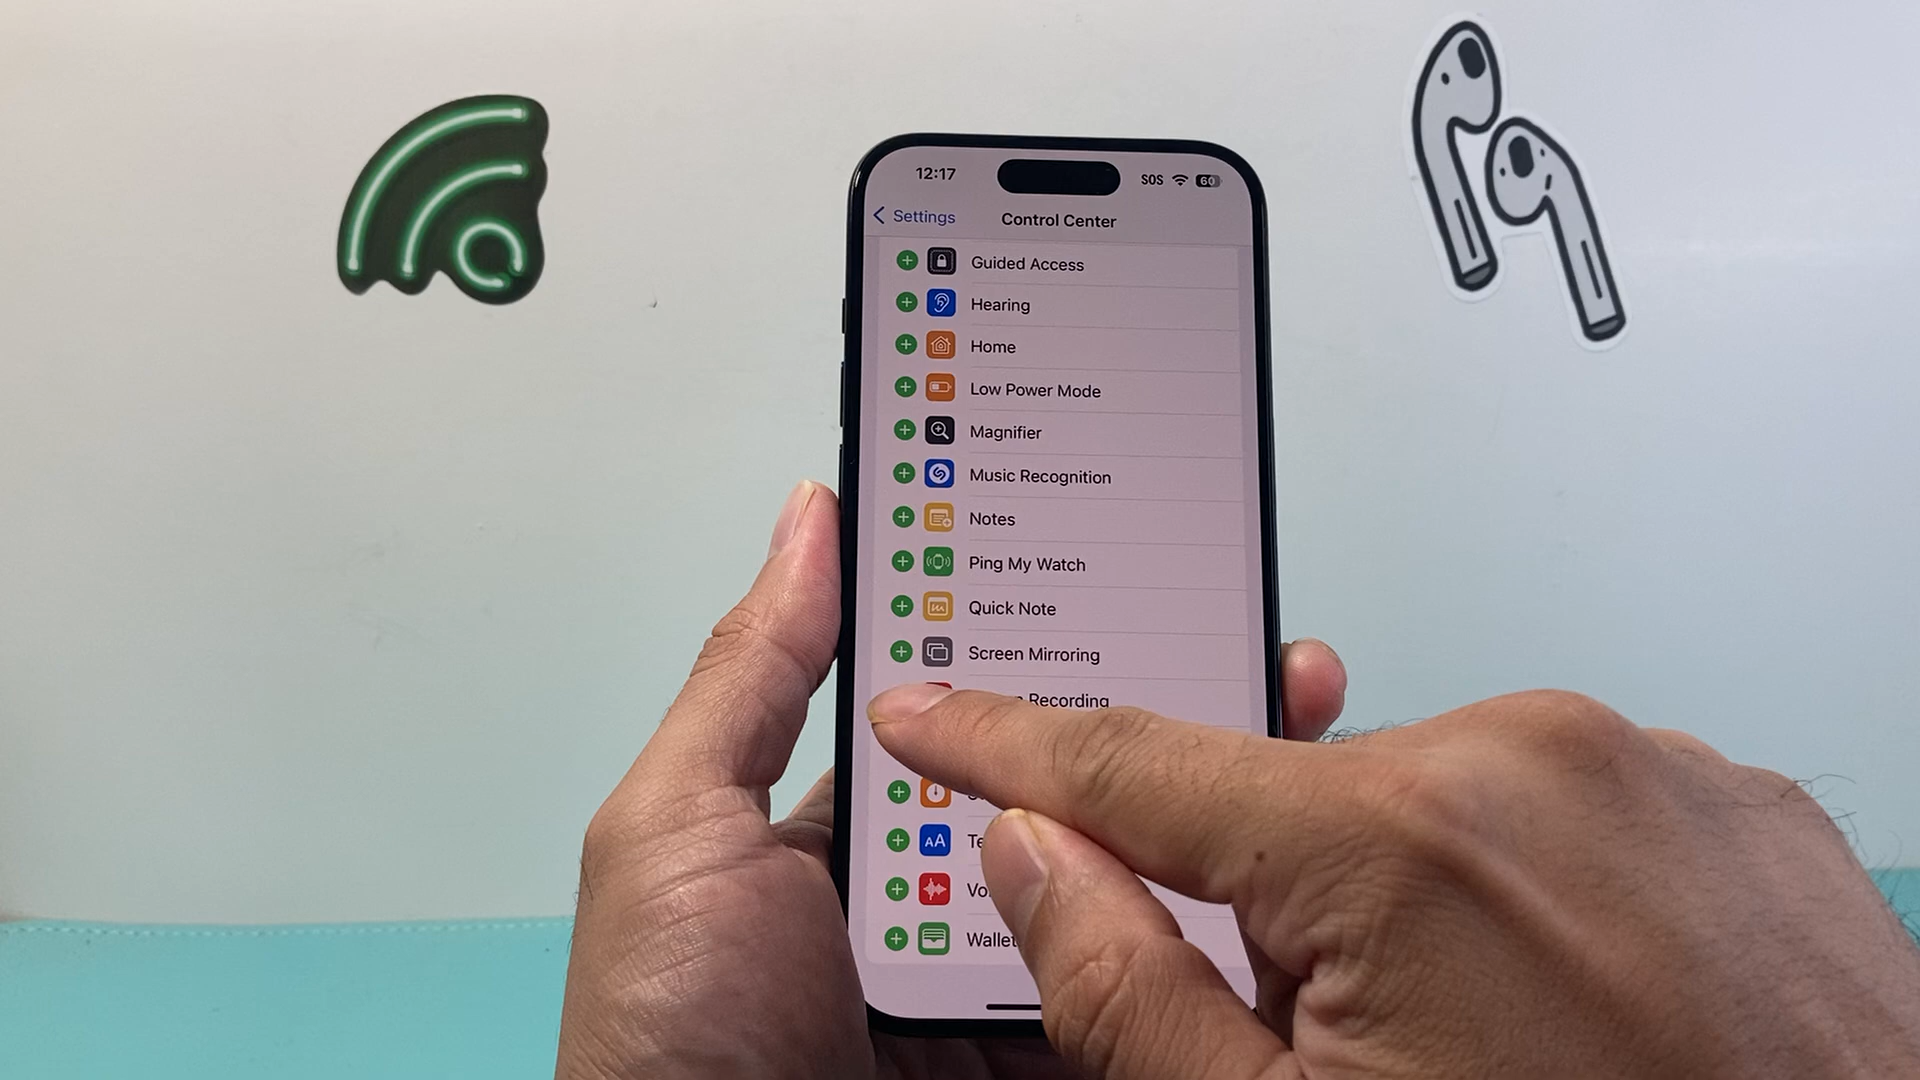 12:17
SOS
60
Settings
Control Center
Guided Access
Hearing
Home
Low Power Mode
Magnifier
Music Recognition
Notes
Ping My Watch
Quick Note
Screen Mirroring
Recording
AA
Wallet